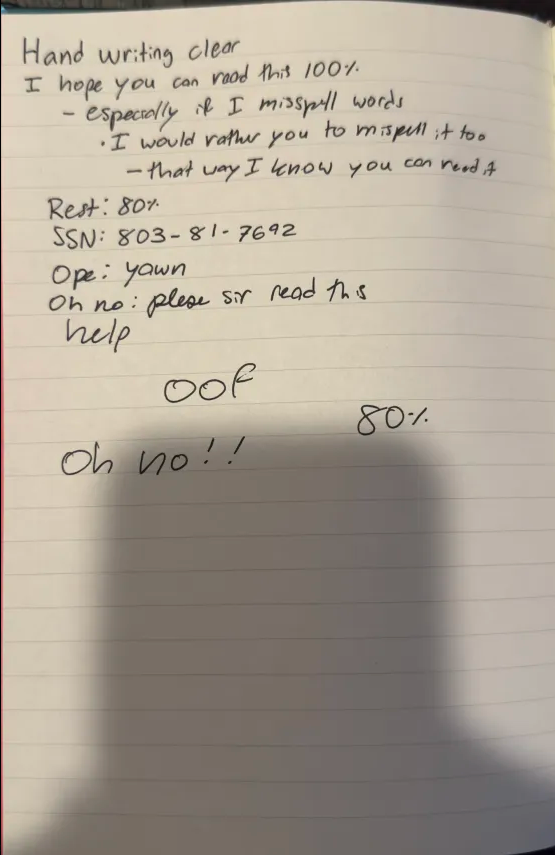 Hand writing clear
I hope you can read this 100%
- especially if I misspell words
• I would rather you to mispell it too
- that way I know you can read it
Rest: 80%
SSN: 803-81-7692
Ope: yawn
Oh no: plese sir read this
help
OOF
80%
Oh no!!